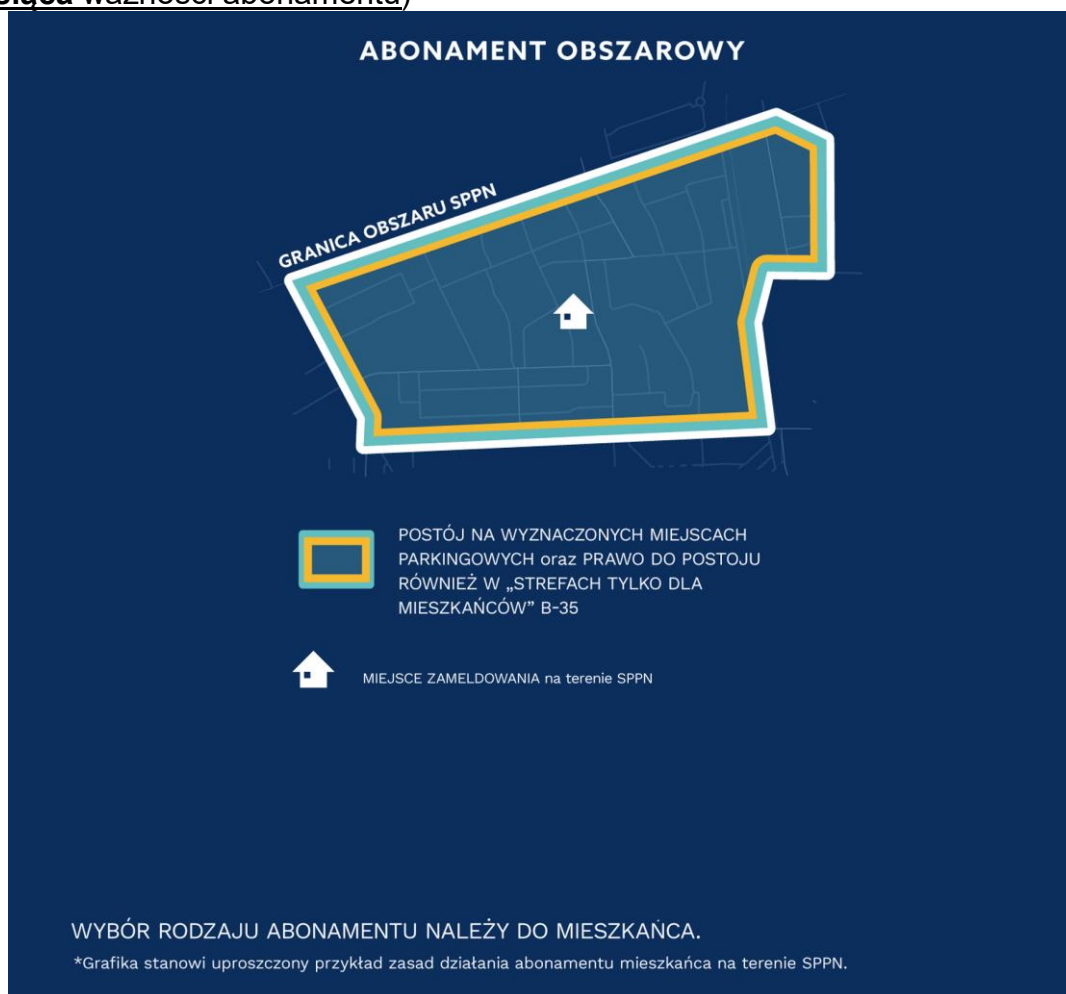 ważności abonamentu)
ABONAMENT OBSZAROWY
GRANICA OBSZARU SPPN
POSTÓJ NA WYZNACZONYCH MIEJSCACH
PARKINGOWYCH oraz PRAWO DO POSTOJU
RÓWNIEŻ W „STREFACH TYLKO DLA
MIESZKAŃCÓW” B-35
MIEJSCE ZAMELDOWANIA na terenie SPPN
WYBÓR RODZAJU ABONAMENTU NALEŻY DO MIESZKAŃCA.
*Grafika stanowi uproszczony przykład zasad działania abonamentu mieszkańca na terenie SPPN.